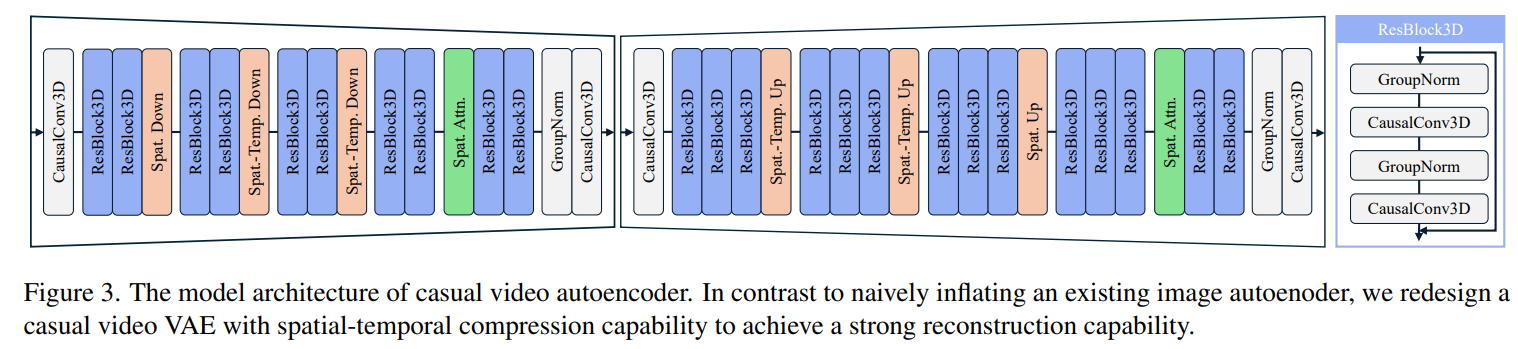 CausalConv3D
ResBlock3D
ResBlock3D
Spat. Down
ResBlock3D
ResBlock3D
Spat.-Temp. Down
ResBlock3D
ResBlock3D
Spat.-Temp. Down
ResBlock3D
ResBlock3D
Spat. Attn.
ResBlock3D
ResBlock3D
GroupNorm
CausalConv3D
CausalConv3D
ResBlock3D
ResBlock3D
ResBlock3D
Spat.-Temp. Up
ResBlock3D
ResBlock3D
ResBlock3D
Spat.-Temp. Up
ResBlock3D
ResBlock3D
ResBlock3D
Spat. Up
ResBlock3D
ResBlock3D
ResBlock3D
Spat. Attn.
ResBlock3D
ResBlock3D
GroupNorm
CausalConv3D
ResBlock3D
GroupNorm
CausalConv3D
GroupNorm
CausalConv3D
Figure 3. The model architecture of casual video autoencoder. In contrast to naively inflating an existing image autoenoder, we redesign a
casual video VAE with spatial-temporal compression capability to achieve a strong reconstruction capability.